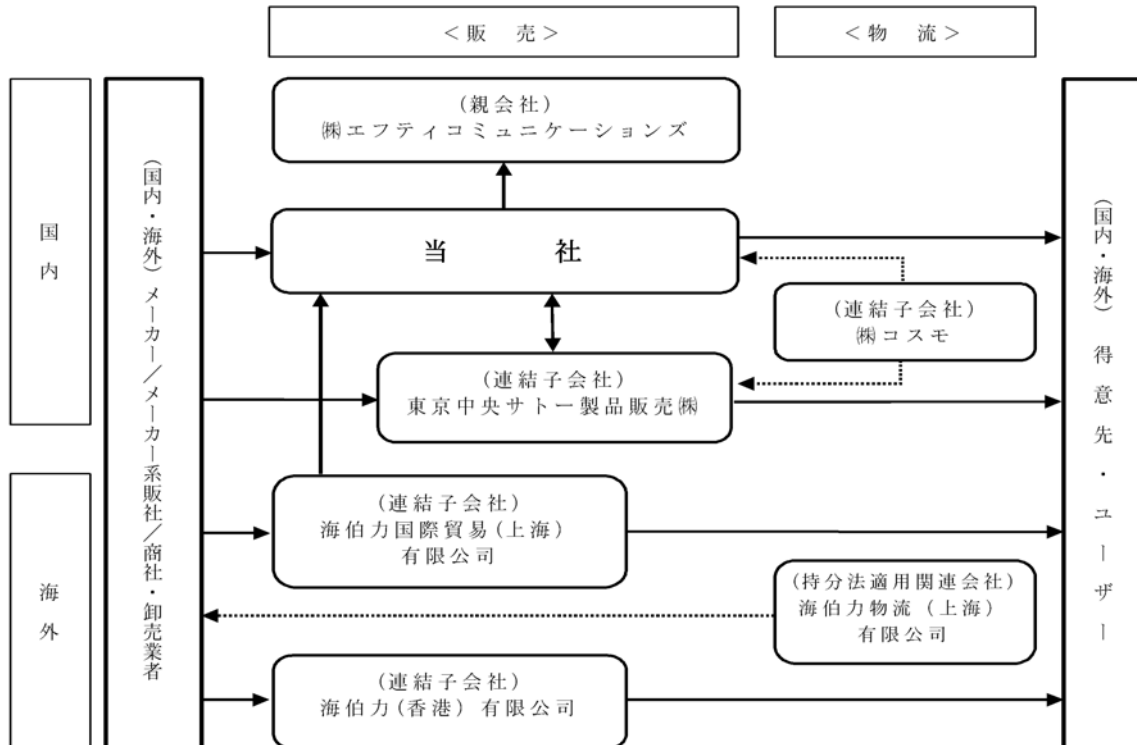 <販 売>
<物 流>
国内
海外
(国内・海外)メーカー/メーカー系販社/商社・卸売業者
(親会社)
㈱エフティコミュニケーションズ
当 社
(連結子会社)
㈱コスモ
(連結子会社)
東京中央サトー製品販売㈱
(連結子会社)
海伯力国際貿易(上海)
有限公司
(持分法適用関連会社)
海伯力物流(上海)
有限公司
(連結子会社)
海伯力(香港)有限公司
(国内・海外) 得意先・ユーザー